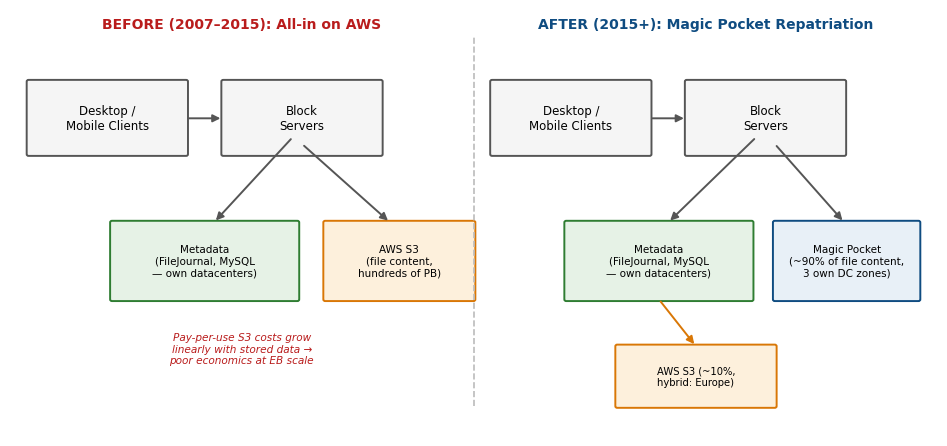 BEFORE (2007–2015): All-in on AWS
Desktop /
Mobile Clients
Block
Servers
Metadata
(FileJournal, MySQL
— own datacenters)
AWS S3
(file content,
hundreds of PB)
Pay-per-use S3 costs grow
linearly with stored data →
poor economics at EB scale
AFTER (2015+): Magic Pocket Repatriation
Desktop /
Mobile Clients
Block
Servers
Metadata
(FileJournal, MySQL
— own datacenters)
Magic Pocket
(~90% of file content,
3 own DC zones)
AWS S3 (~10%,
hybrid: Europe)